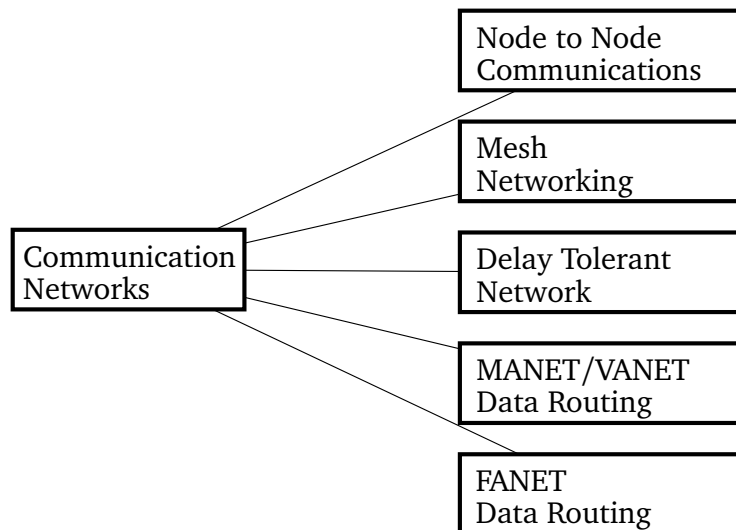 Node to Node
Communications
Mesh
Networking
Communication
Networks
Delay Tolerant
Network
MANET/VANET
Data Routing
FANET
Data Routing